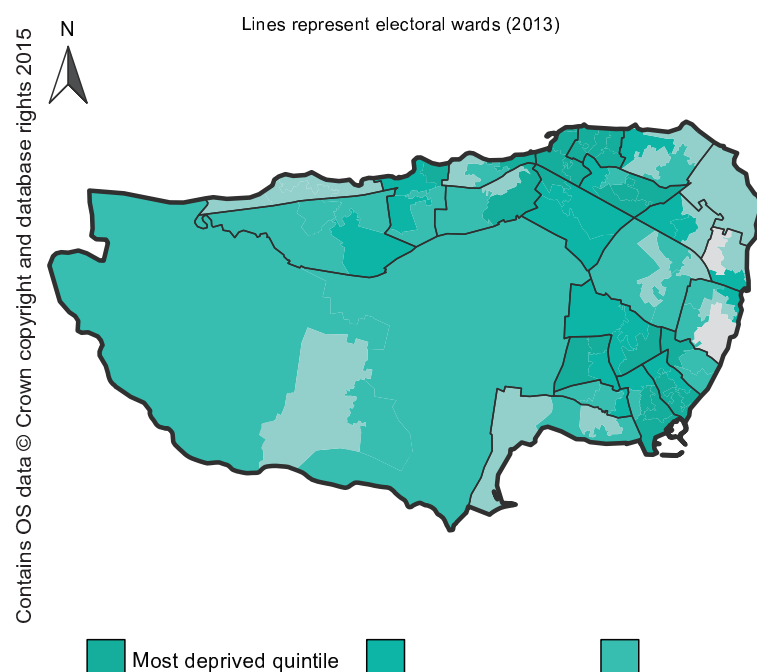 Lines represent electoral wards (2013)
N
Contains OS data © Crown copyright and database rights 2015
Most deprived quintile